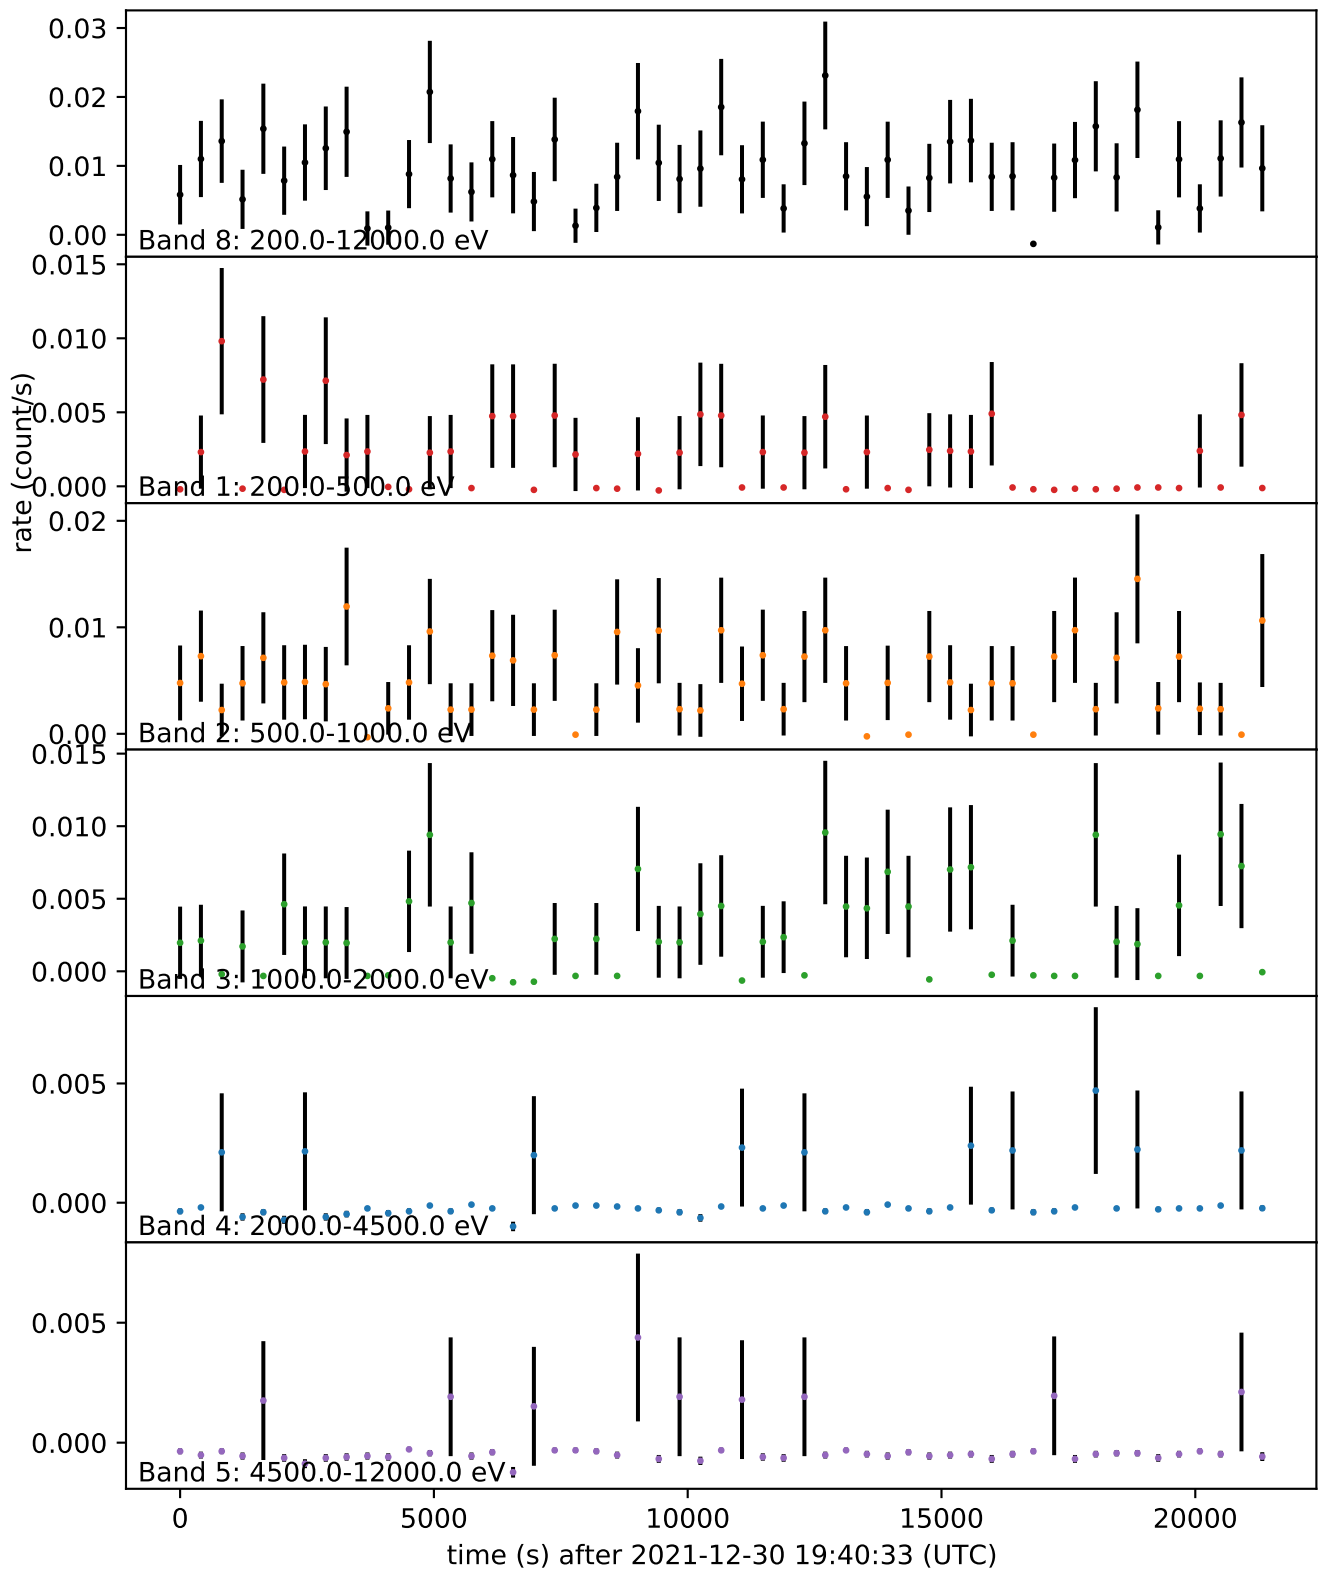 0.03
0.02
0.01
0.00
Band 8: 200.0-12000.0 eV
0.015
0.010
0.005
0.000
Band 1: 200.0-500.0 eV
rate (count/s)
0.02
0.01
0.00
Band 2: 500.0-1000.0 eV
0.015
0.010
0.005
0.000
Band 3: 1000.0-2000.0 eV
0.005
0.000
Band 4: 2000.0-4500.0 eV
0.005
0.000
Band 5: 4500.0-12000.0 eV
0 5000 10000 15000 20000
time (s) after 2021-12-30 19:40:33 (UTC)